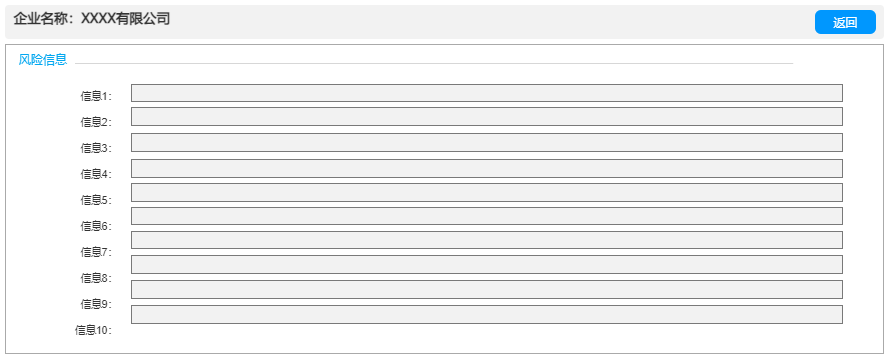 企业名称：XXXX有限公司
返回
风险信息
信息1：
信息2：
信息3：
信息4：
信息5：
信息6：
信息7：
信息8：
信息9：
信息10：